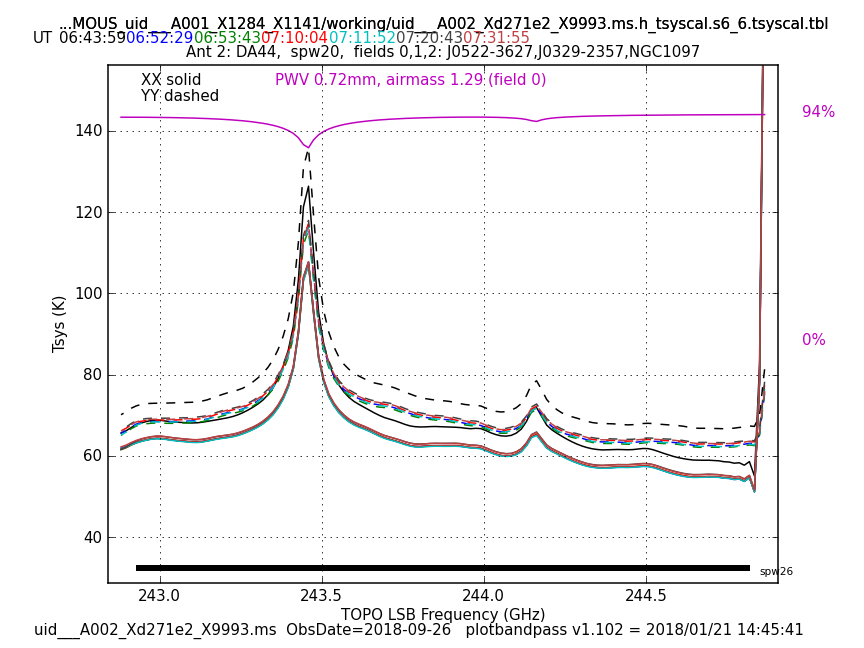 ...MOUS_uid___A001_X1284_X1141/working/uid___A002_Xd271e2_X9993.ms.h_tsyscal.s6_6.tsyscal.tbl
UT 06:43:59 06:52:29 06:53:43 07:10:04 07:11:52 07:20:43 07:31:55
Ant 2: DA44, spw20, fields 0,1,2: J0522-3627,J0329-2357,NGC1097
XX solid
PWV 0.72mm, airmass 1.29 (field 0)
YY dashed
94%
0%
140
120
100
80
60
40
Tsys (K)
spw26
243.0 243.5 244.0 244.5
TOPO LSB Frequency (GHz)
uid___A002_Xd271e2_X9993.ms ObsDate=2018-09-26 plotbandpass v1.102 = 2018/01/21 14:45:41